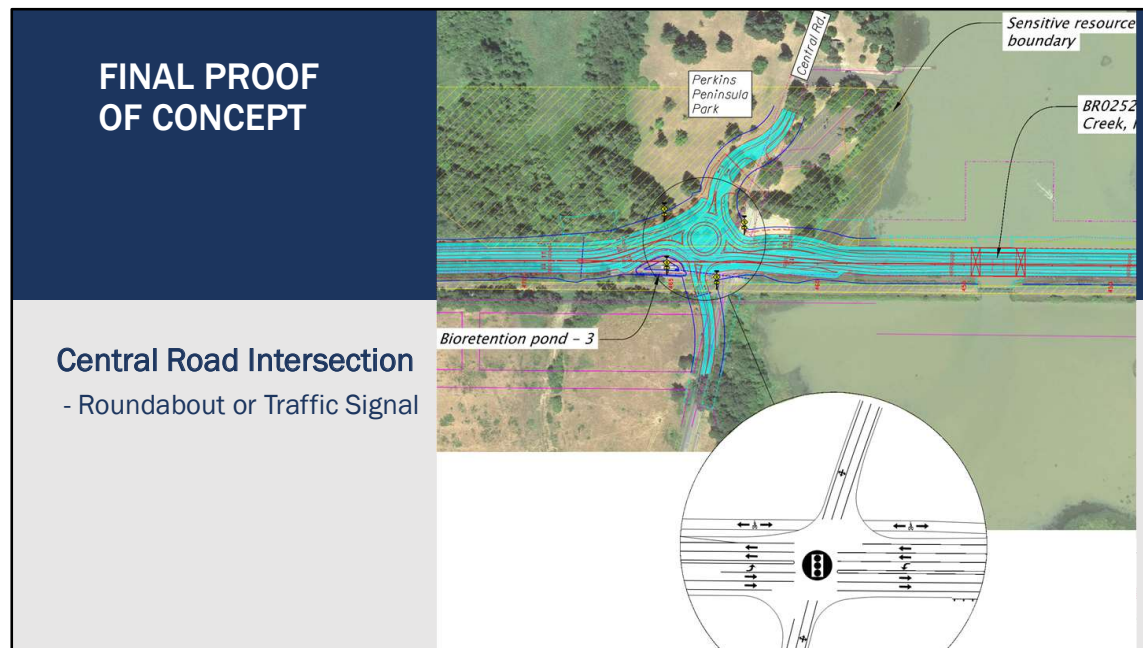 FINAL PROOF
OF CONCEPT
Central Road Intersection
- Roundabout or Traffic Signal
Sensitive resource
boundary
Central Rd.
Perkins
Peninsula
Park
BR0252
Creek,
Bioretention pond - 3